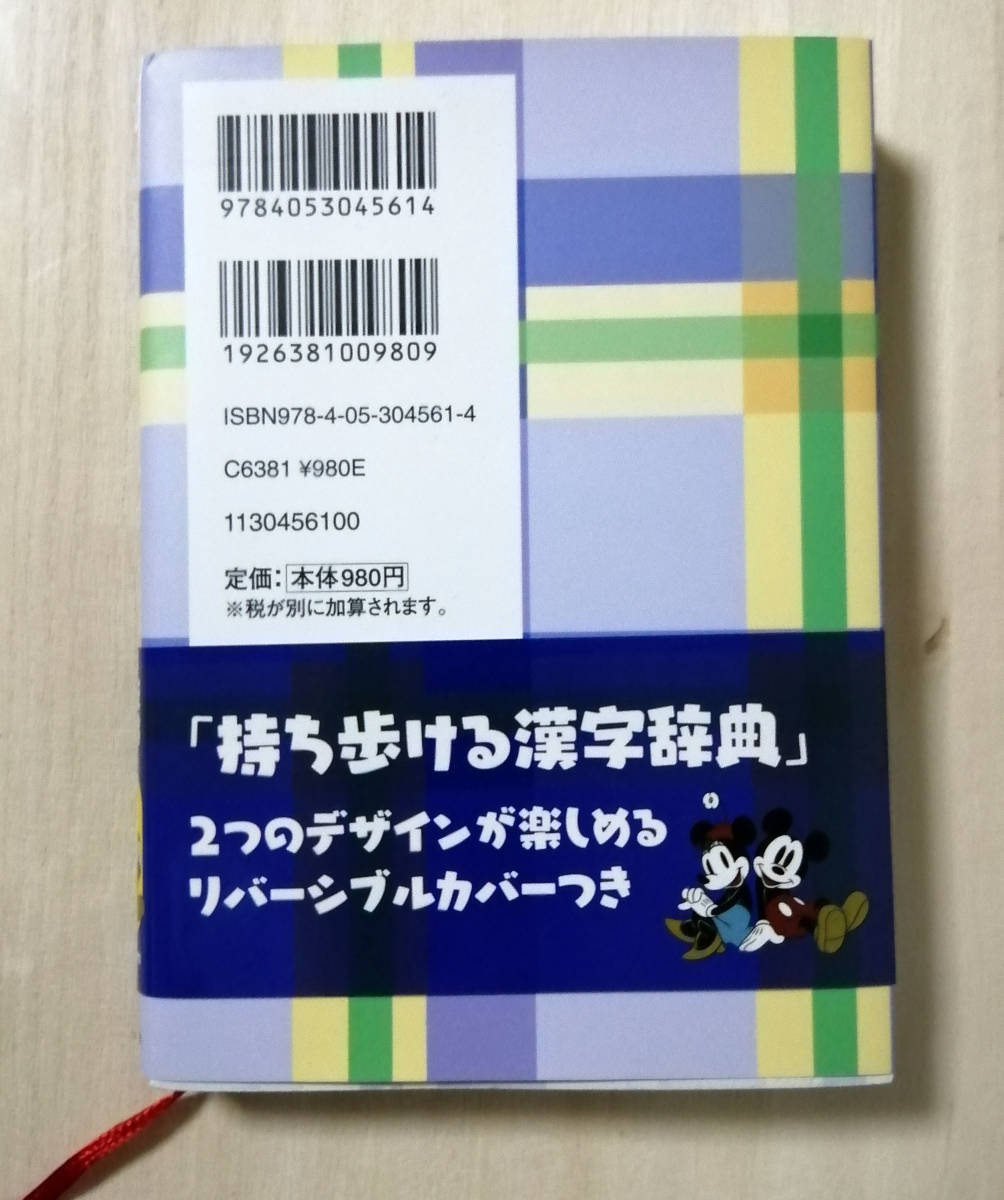 9784053045614
1926381009809
ISBN978-4-05-304561-4
C6381 ¥980E
1130456100
定価：本体980円
※税が別に加算されます。
「持ち歩ける漢字辞典」
2つのデザインが楽しめる
リバーシブルカバーつき